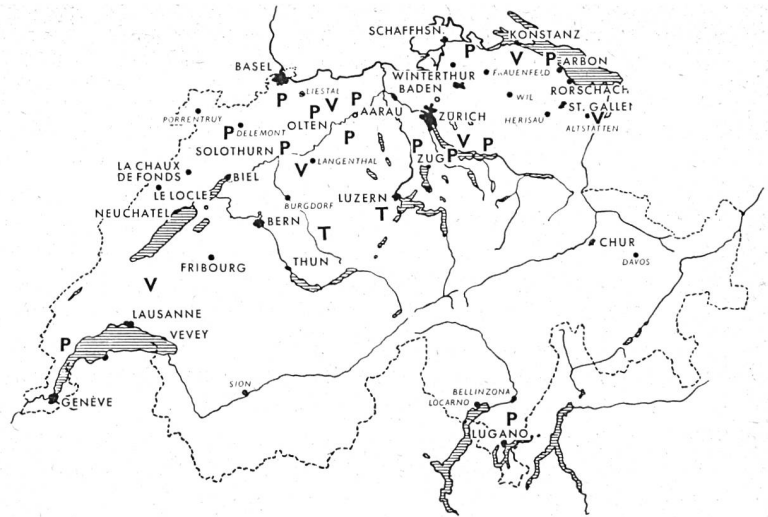 SCHAFFHSN.
KONSTANZ
P
V
P
ARBON
BASEL
WINTERTHUR
FRAUENFELD
BADEN
RORSCHACH
LIESTAL
P
V
P
P
WIL
ST. GALLEN
PORRENTRUY
AARAU
ZÜRICH
HERISAU
V
ALTSTATTEN
P
DELEMONT
OLTEN
P
V
P
SOLOTHURN
P
P
ZUG
P
LA CHAUX
DE FONDS
V
LANGENTHAL
BIEL
LE LOCLE
BURGDORF
LUZERN
NEUCHATEL
BERN
T
T
CHUR
FRIBOURG
THUN
DAVOS
V
LAUSANNE
VEVEY
P
SION
BELLINZONA
GENÈVE
LOCARNO
P
LUGANO